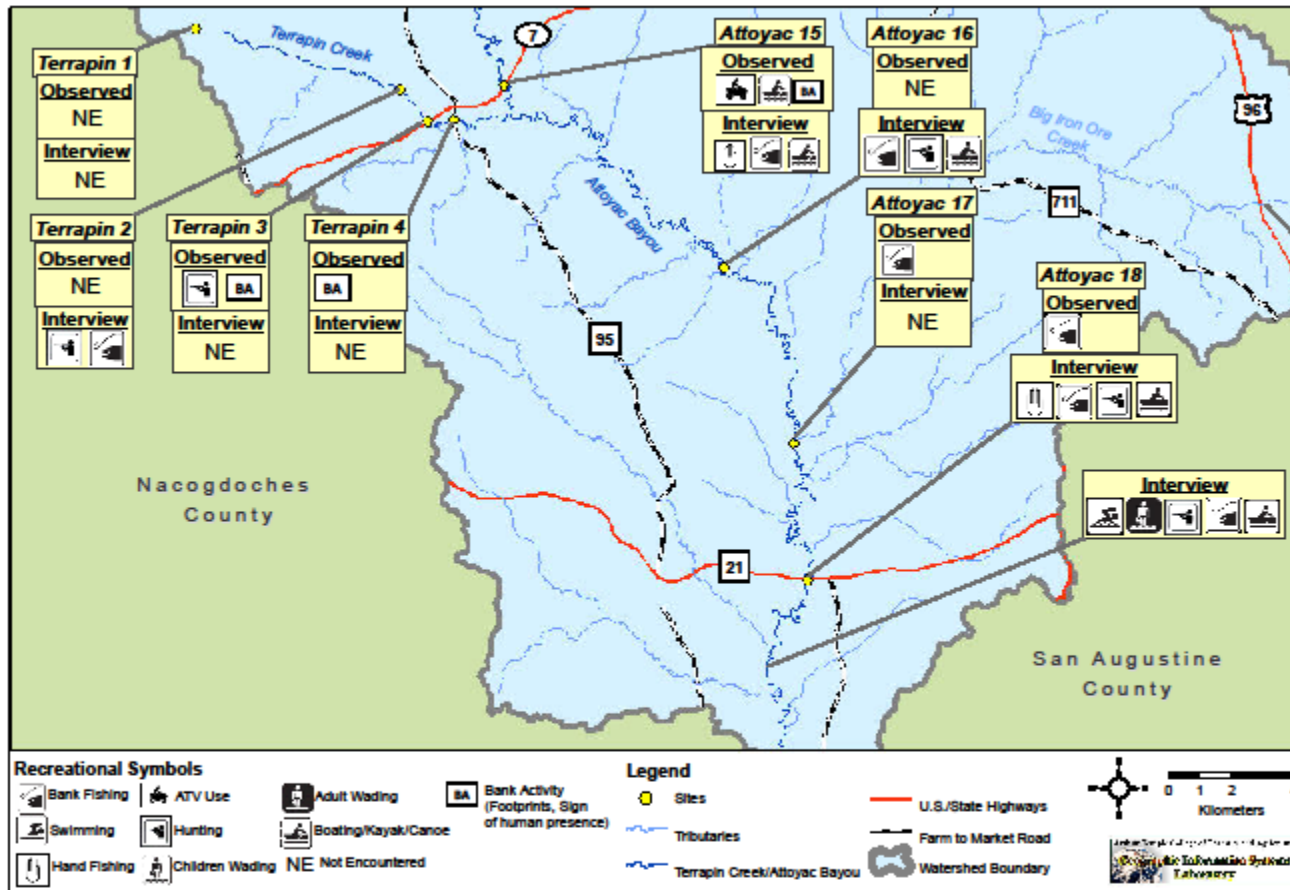 Terrapin Creek
7
Attoyac 15
Observed
BA
Interview
Attoyac 16
Observed
NE
Interview
96
Big Iron Ore
Creek
Terrapin 1
Observed
NE
Interview
NE
Attoyac
Bayou
711
Attoyac 17
Observed
Interview
NE
Terrapin 2
Observed
NE
Interview
Terrapin 3
Observed
BA
Interview
NE
Terrapin 4
Observed
BA
Interview
NE
Attoyac 18
Observed
Interview
95
Interview
Nacogdoches
County
21
San Augustine
County
Recreational Symbols
Bank Fishing
ATV Use
Adult Wading
BA
Bank Activity
(Footprints, Sign
of human presence)
Swimming
Hunting
Boating/Kayak/Canoe
Hand Fishing
Children Wading
NE Not Encountered
Legend
Sites
Tributaries
Terrapin Creek/Attoyac Bayou
U.S./State Highways
Farm to Market Road
Watershed Boundary
0 1 2
Kilometers
Geographic Information Systems
Laboratory